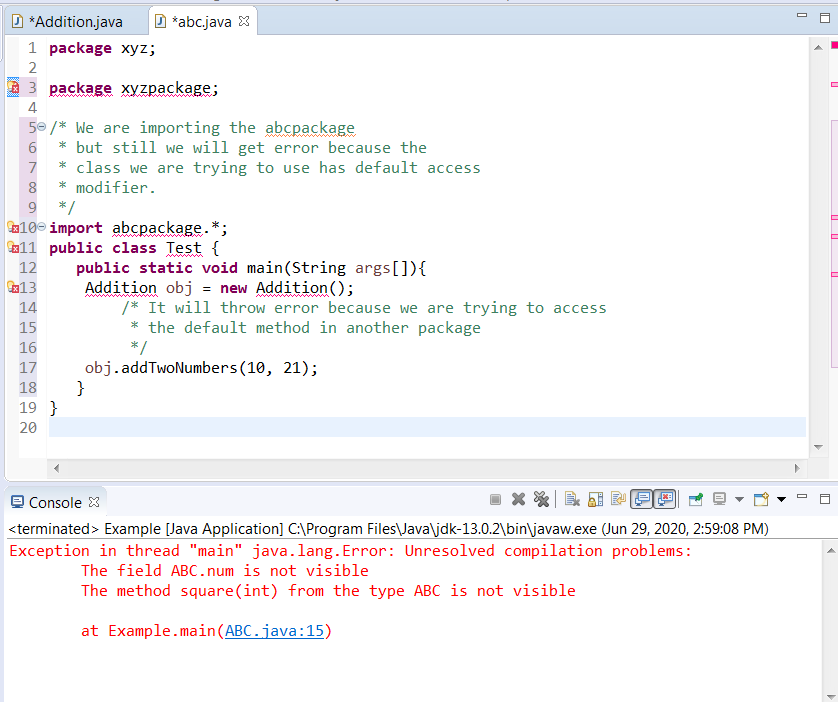 *Addition.java *abc.java
1 package xyz;
2
3 package xyzpackage;
4
5 /* We are importing the abcpackage
6 * but still we will get error because the
7 * class we are trying to use has default access
8 * modifier.
9 */
10 import abcpackage.*;
11 public class Test {
12 public static void main(String args[]){
13 Addition obj = new Addition();
14 /* It will throw error because we are trying to access
15 * the default method in another package
16 */
17 obj.addTwoNumbers(10, 21);
18 }
19 }
20
Console
<terminated> Example [Java Application] C:\Program Files\Java\jdk-13.0.2\bin\javaw.exe (Jun 29, 2020, 2:59:08 PM)
Exception in thread "main" java.lang.Error: Unresolved compilation problems:
The field ABC.num is not visible
The method square(int) from the type ABC is not visible
at Example.main(ABC.java:15)